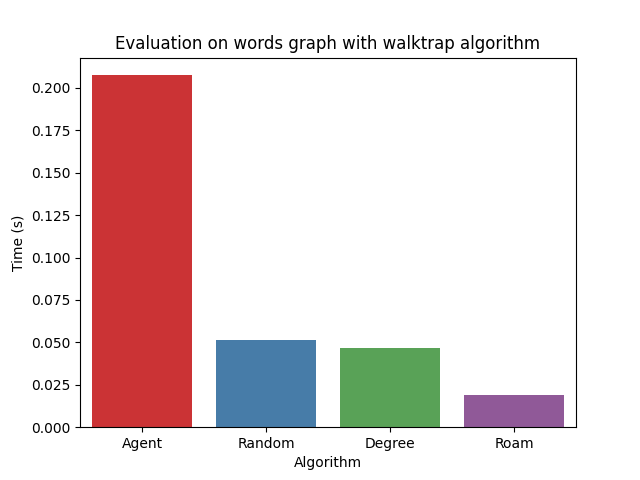 Evaluation on words graph with walktrap algorithm
0.200
0.175
0.150
0.125
0.100
0.075
0.050
0.025
0.000
Time (s)
Agent Random Degree Roam
Algorithm